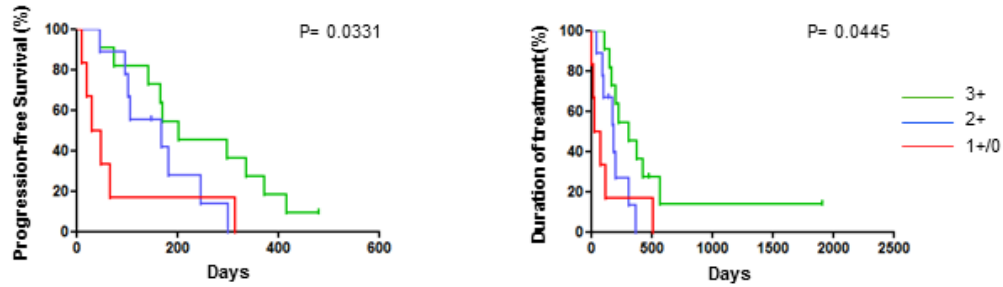 Progression-free Survival (%)
100
80
60
40
20
0
0 200 400 600
Days
P= 0.0331
Duration of treatment(%)
100
80
60
40
20
0
0 500 1000 1500 2000 2500
Days
P= 0.0445
3+
2+
1+/0